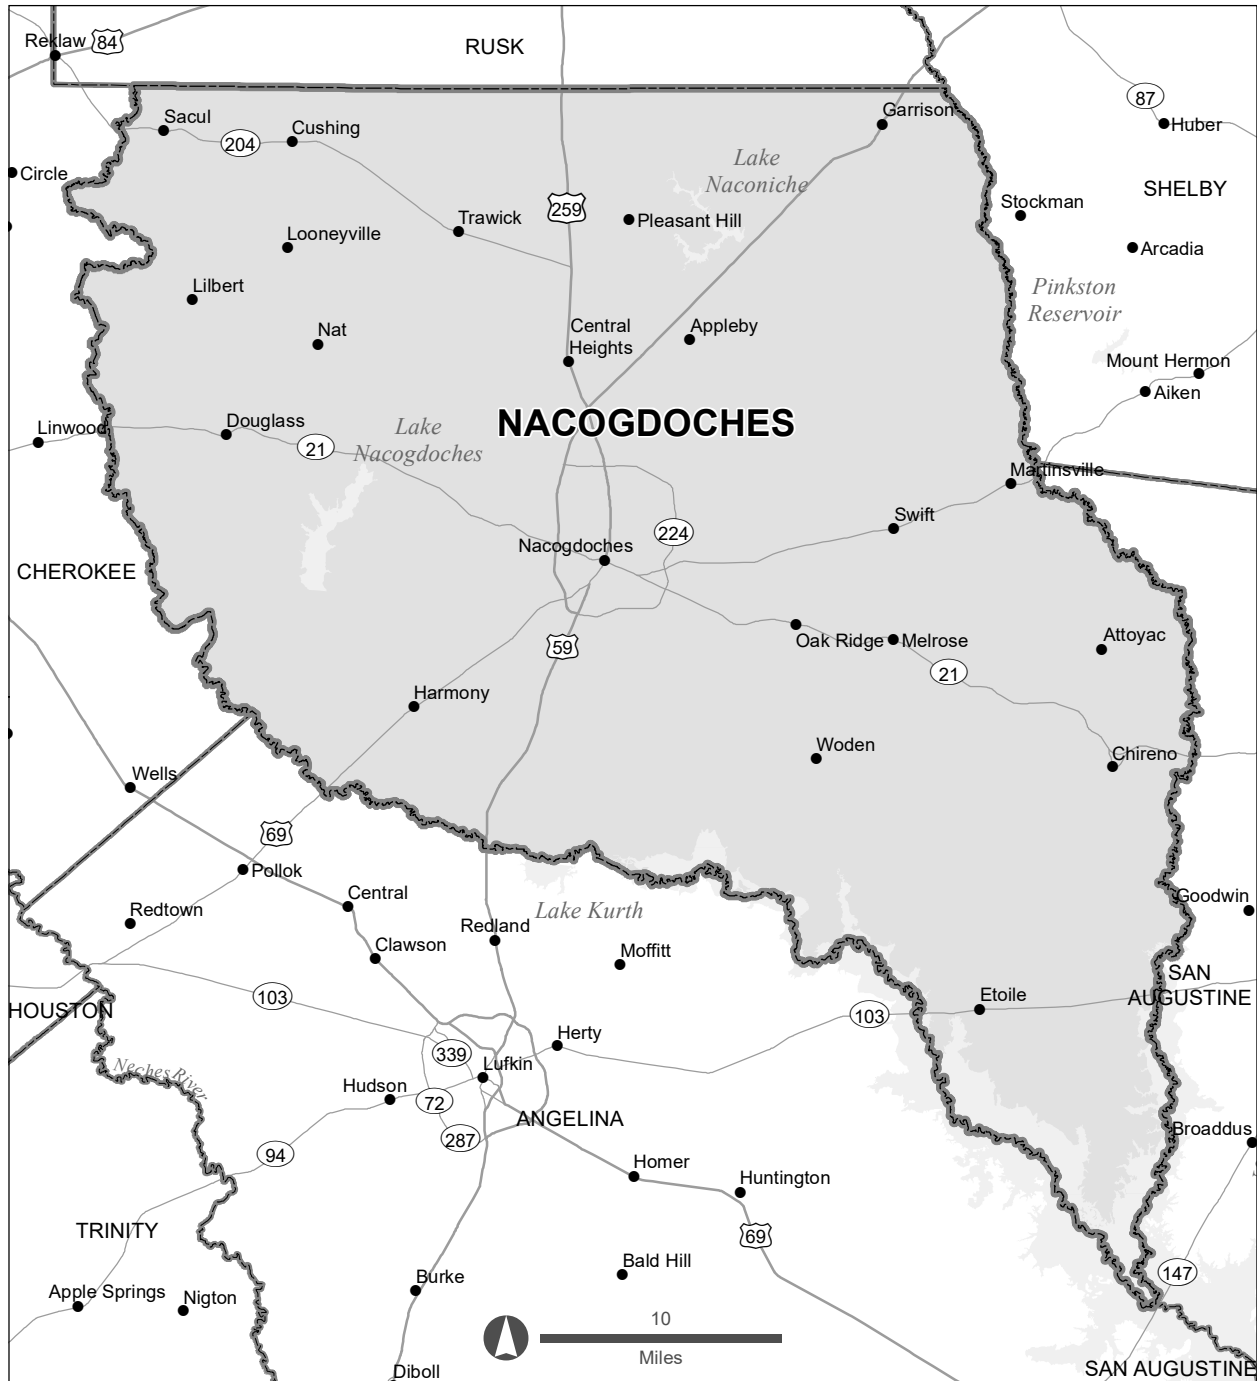 Reklaw
84
RUSK
87
Huber
Sacul
Cushing
204
Garrison
Circle
Lake
Naconiche
SHELBY
Stockman
259
Trawick
Pleasant Hill
Looneyville
Arcadia
Lilbert
Pinkston
Reservoir
Nat
Central
Heights
Appleby
Mount Hermon
Aiken
Linwood
Douglass
21
Lake
Nacogdoches
NACOGDOCHES
Martinsville
Swift
224
Nacogdoches
CHEROKEE
59
Oak Ridge
Melrose
Attoyac
21
Harmony
Woden
Chireno
Wells
69
Pollok
Central
Redtown
Lake Kurth
Redland
Goodwin
Clawson
Moffitt
SAN
AUGUSTINE
103
HOUSTON
Etoile
103
Herty
339
Lufkin
Neches River
Hudson
72
ANGELINA
287
Broaddus
94
Homer
Huntington
TRINITY
69
Bald Hill
147
Burke
Apple Springs
Nigton
10
Miles
Diboll
SAN AUGUSTINE